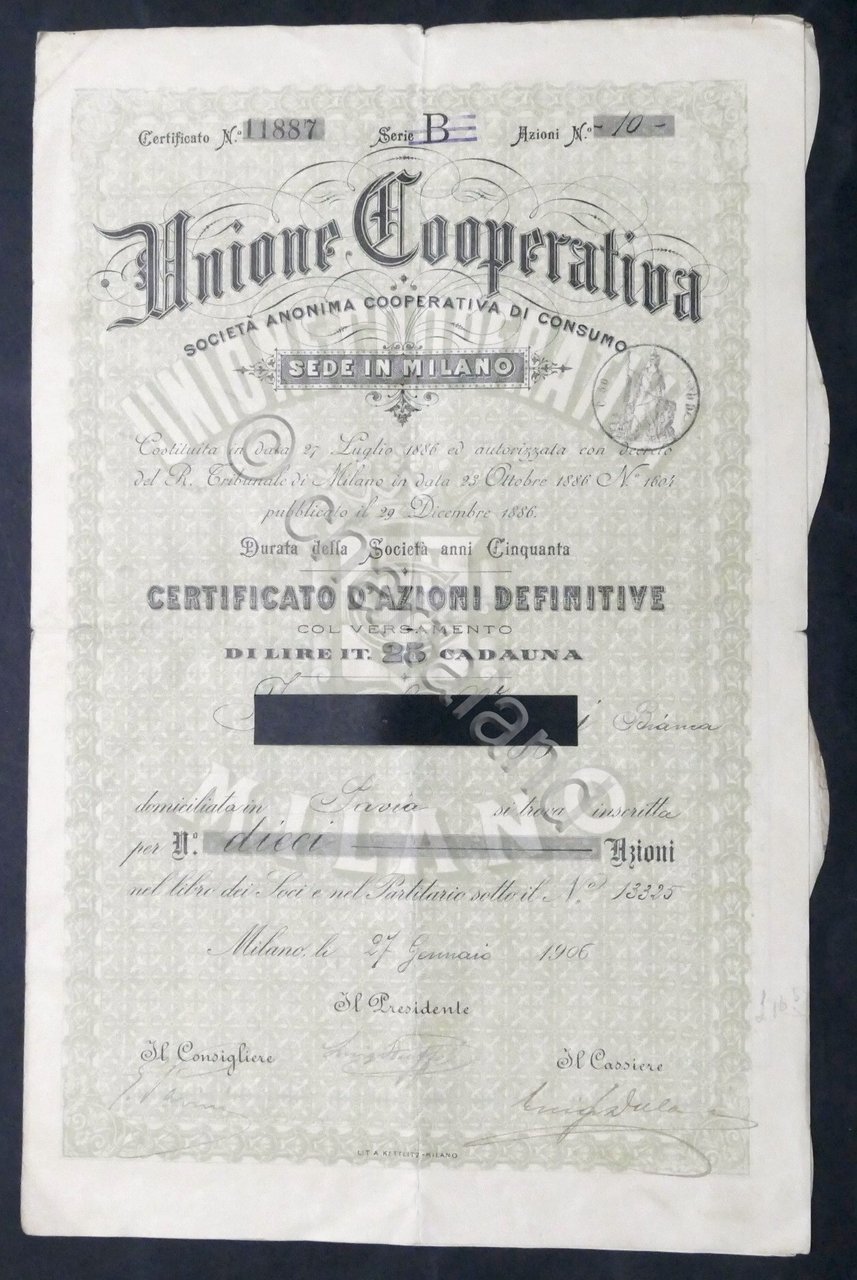 Certificato N.º 11887 Serie B Azioni N.º - 10 -
Unione Cooperativa
SOCIETÀ ANONIMA COOPERATIVA DI CONSUMO
UNIONE COOPERATIVA
SEDE IN MILANO
Costituita in data 27 Luglio 1886 ed autorizzata con decreto
del R. Tribunale di Milano in data 23 Ottobre 1886 N.º 1604
pubblicato il 29 Dicembre 1886.
Durata della Società anni Cinquanta
CERTIFICATO D'AZIONI DEFINITIVE
COL VERSAMENTO
DI LIRE IT. 25 CADAUNA
Bianca
domiciliata in Pavia si trova inscritta
per N.º dieci Azioni
MILANO
nel libro dei Soci e nel Partitario sotto il N.º 13325
Milano, li 27 Gennaio 1906
Il Presidente
Il Consigliere
Il Cassiere
LIT. A. KETTLITZ-MILANO